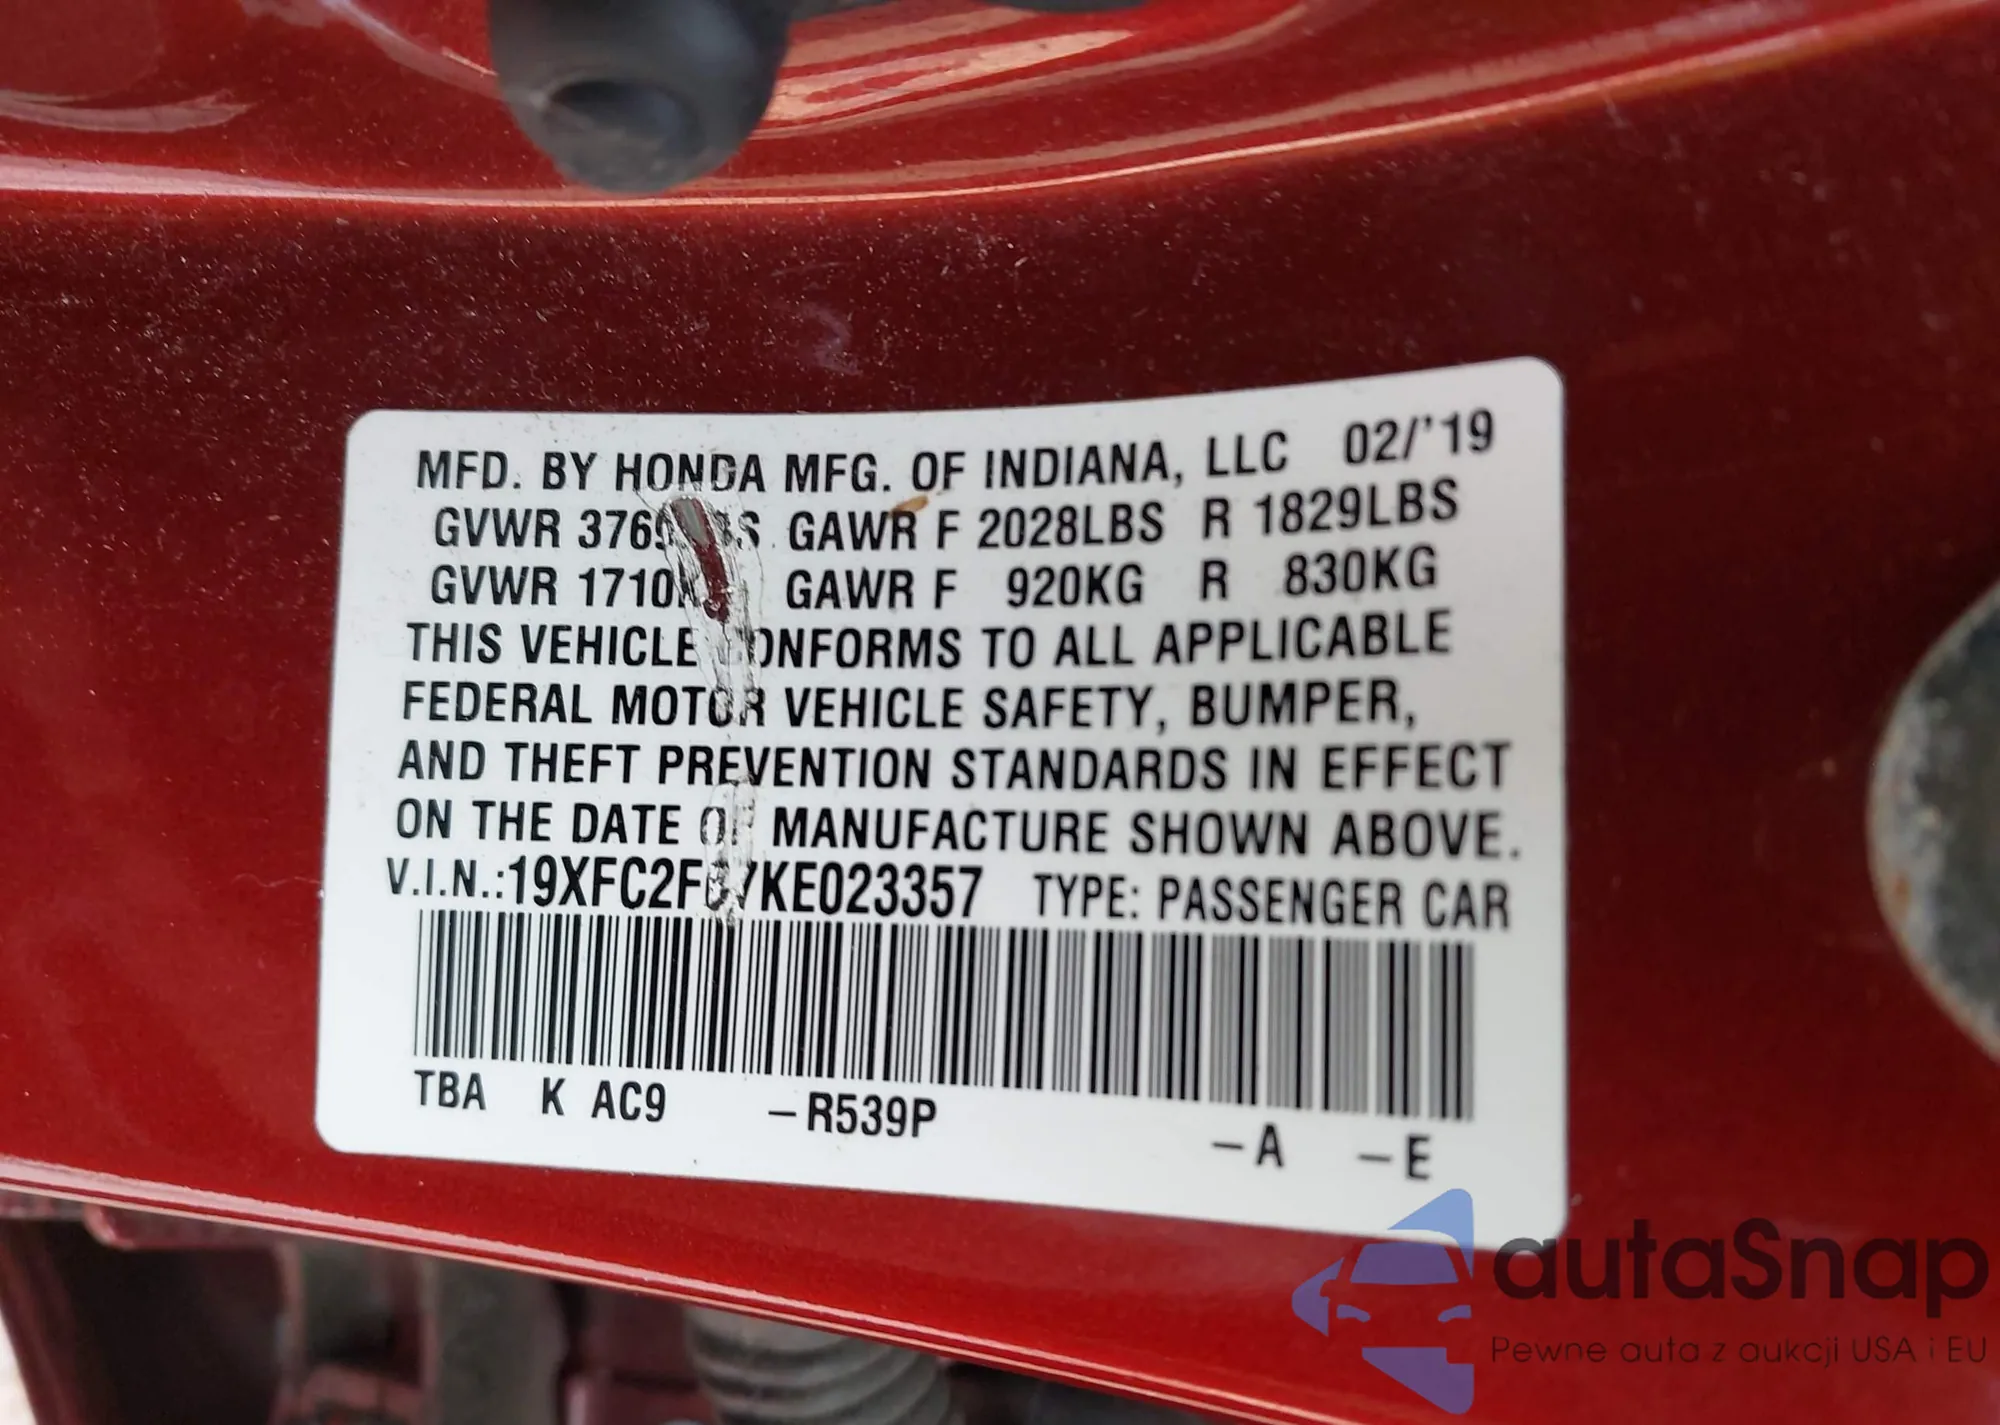 MFD. BY HONDA MFG. OF INDIANA, LLC 02/'19
GVWR GAWR F 2028LBS R 1829LBS
GVWR GAWR F 920KG R 830KG
THIS VEHICLE CONFORMS TO ALL APPLICABLE
FEDERAL MOTOR VEHICLE SAFETY, BUMPER,
AND THEFT PREVENTION STANDARDS IN EFFECT
ON THE DATE OF MANUFACTURE SHOWN ABOVE.
V.I.N.: TYPE: PASSENGER CAR
TBA K AC9 –R539P –A –E
autaSnap
Pewne auta z aukcji USA i EU